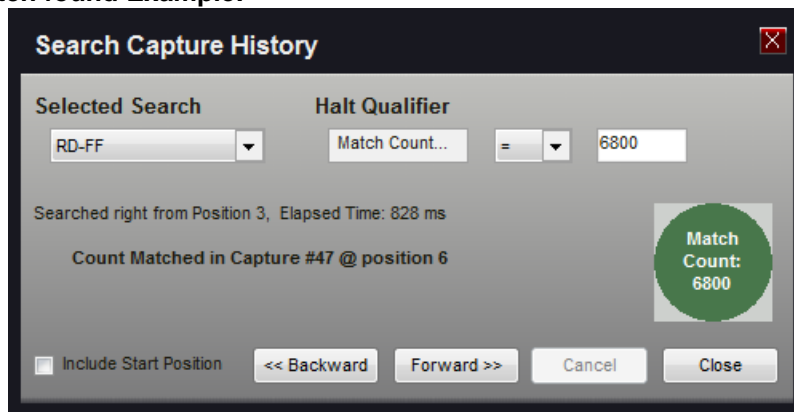 Search Capture History
Selected Search Halt Qualifier
RD-FF Match Count... = 6800
Searched right from Position 3, Elapsed Time: 828 ms
Count Matched in Capture #47 @ position 6
Match
Count:
6800
Include Start Position << Backward Forward >> Cancel Close